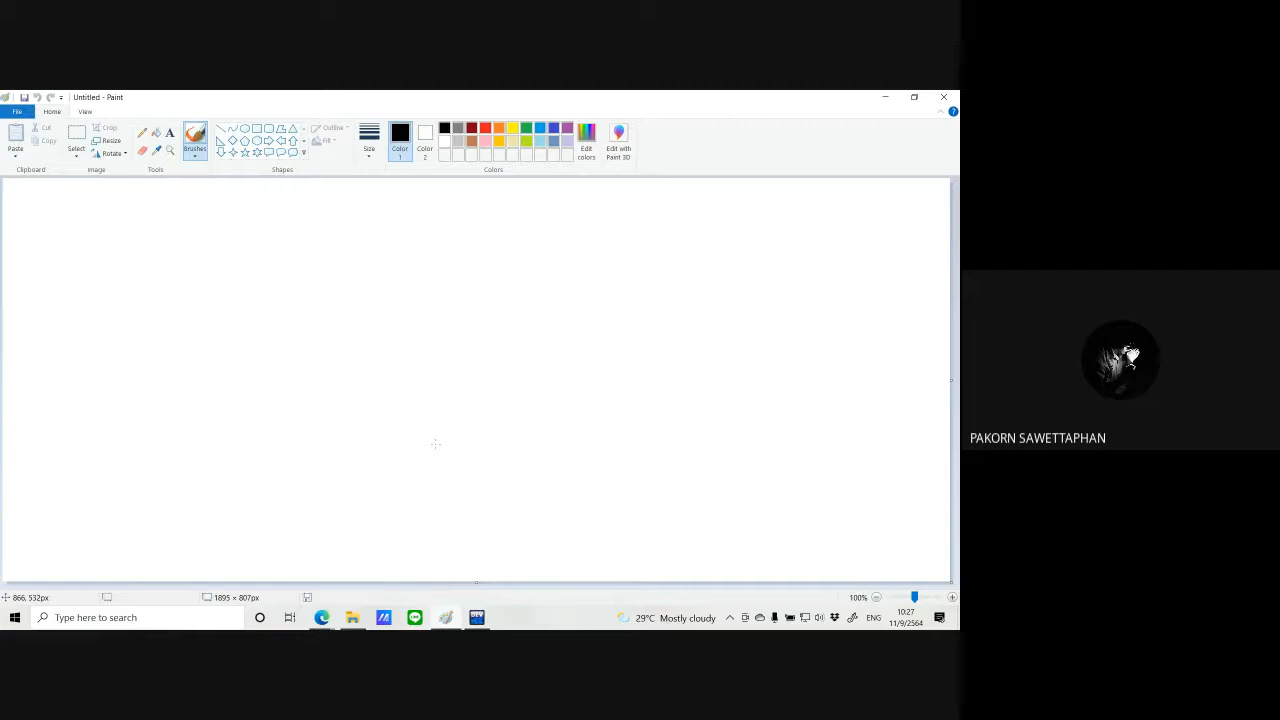 Untitled - Paint
File Home View
Cut
Copy
Paste
Clipboard
Crop
Resize
Rotate
Select
Image
Tools
Brushes
Outline
Fill
Shapes
Size
Color 1
Color 2
Edit colors
Edit with Paint 3D
Colors
PAKORN SAWETTAPHAN
866, 532px
1895 × 807px
100%
Type here to search
DEV
29°C Mostly cloudy
ENG
10:27
11/9/2564